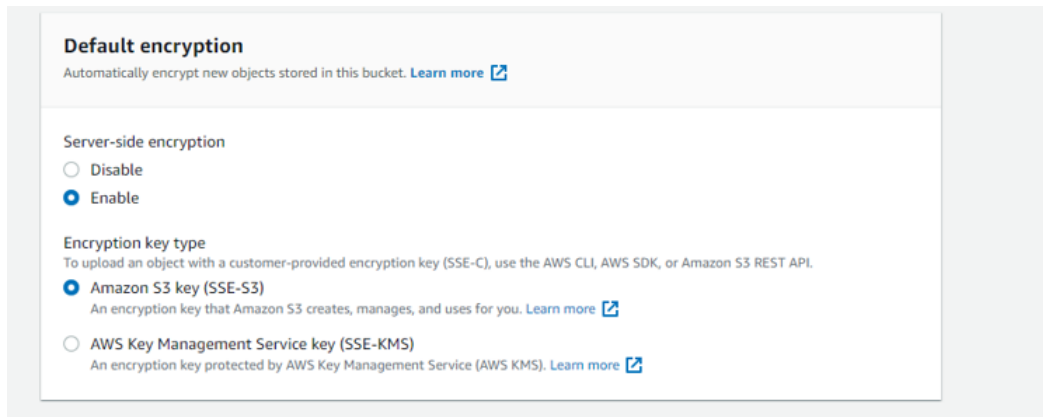 Default encryption
Automatically encrypt new objects stored in this bucket. Learn more
Server-side encryption
Disable
Enable
Encryption key type
To upload an object with a customer-provided encryption key (SSE-C), use the AWS CLI, AWS SDK, or Amazon S3 REST API.
Amazon S3 key (SSE-S3)
An encryption key that Amazon S3 creates, manages, and uses for you. Learn more
AWS Key Management Service key (SSE-KMS)
An encryption key protected by AWS Key Management Service (AWS KMS). Learn more